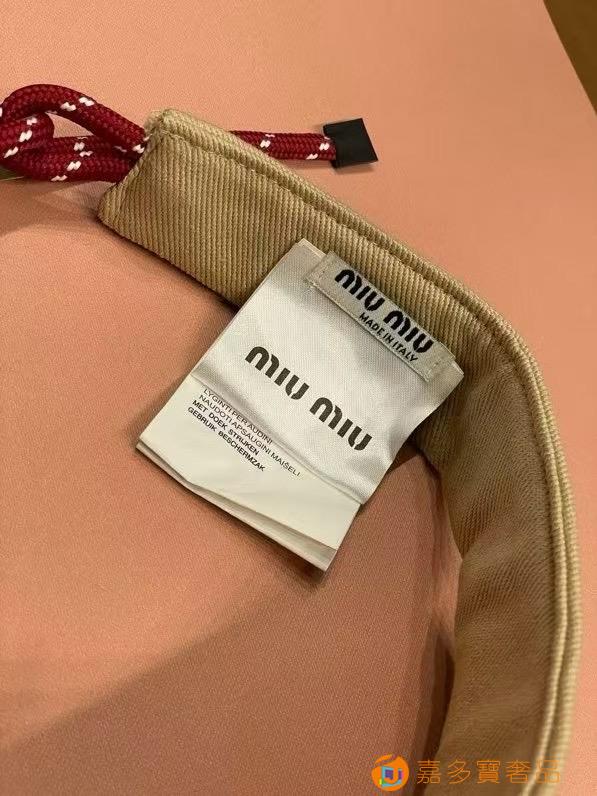 MIU MIU
MADE IN ITALY
MIU MIU
LYGINTI PER AUDINI
NAUDOTI APSAUGINI MAIŠELI
MET DOEK STRIJKEN
GEBRUIK BESCHERMZAK
嘉多寶奢品